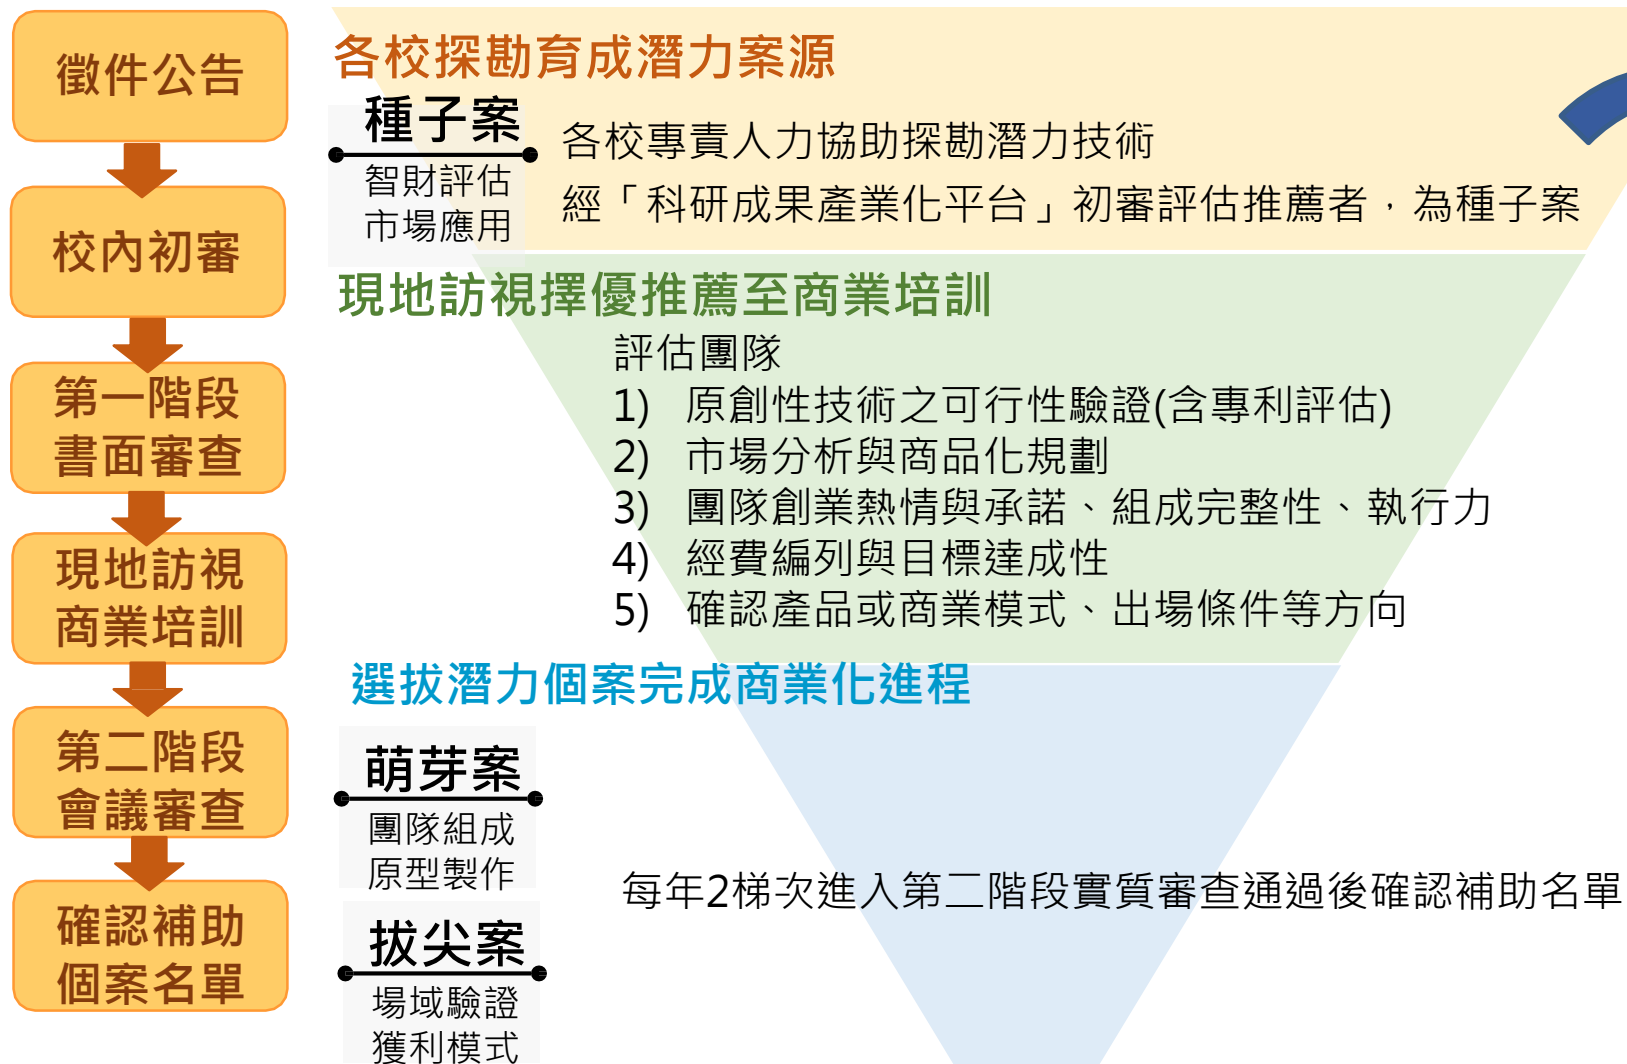 徵件公告
校內初審
第一階段
書面審查
現地訪視
商業培訓
第二階段
會議審查
確認補助
個案名單
各校探勘育成潛力案源
種子案
智財評估
市場應用
各校專責人力協助探勘潛力技術
經「科研成果產業化平台」初審評估推薦者，為種子案
現地訪視擇優推薦至商業培訓
評估團隊
1) 原創性技術之可行性驗證(含專利評估)
2) 市場分析與商品化規劃
3) 團隊創業熱情與承諾、組成完整性、執行力
4) 經費編列與目標達成性
5) 確認產品或商業模式、出場條件等方向
選拔潛力個案完成商業化進程
萌芽案
團隊組成
原型製作
每年2梯次進入第二階段實質審查通過後確認補助名單
拔尖案
場域驗證
獲利模式